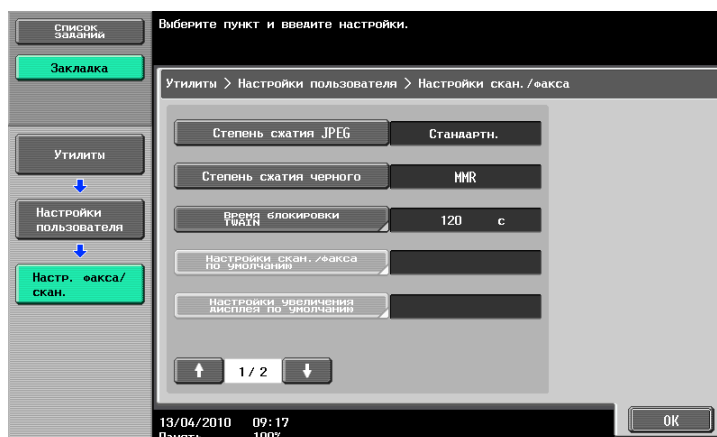 Список
заданий
Выберите пункт и введите настройки.
Закладка
Утилиты > Настройки пользователя > Настройки скан./факса
Степень сжатия JPEG
Стандартн.
Утилиты
Степень сжатия черного
MMR
Настройки
пользователя
Время блокировки
TWAIN
120 с
Настр. факса/
скан.
Настройки скан./факса
по умолчанию
Настройки увеличения
дисплея по умолчанию
1/ 2
13/04/2010 09:17
Память 100%
OK